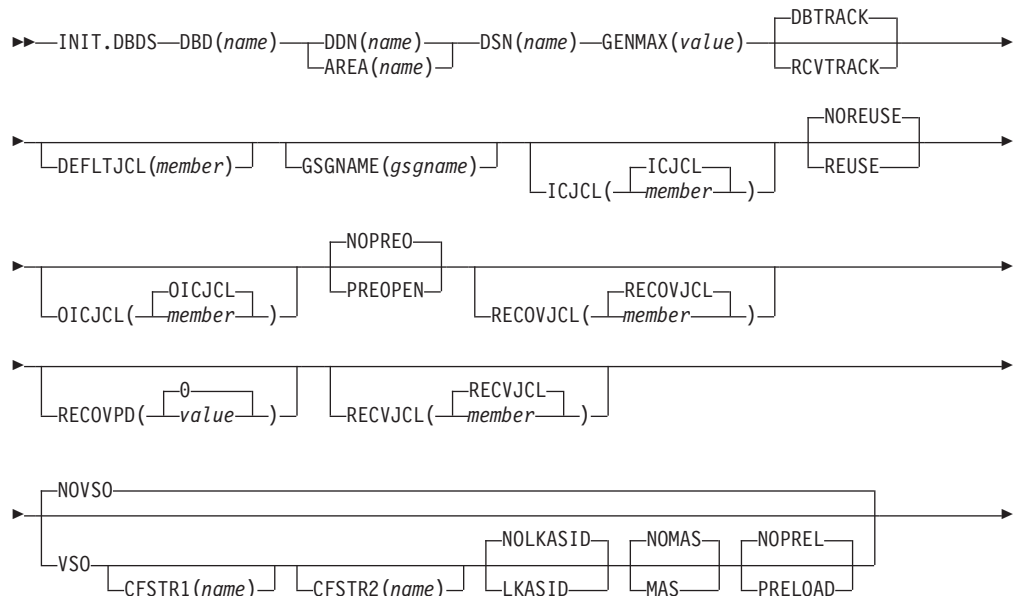 DBTRACK
INIT.DBDS DBD(name) DDN(name) DSN(name) GENMAX(value)
AREA(name) RCVTRACK
NOREUSE
DEFLTJCL(member) GSGNAME(gsgname) ICJCL REUSE
ICJCL( member )
NOPREO
OICJCL PREOPEN RECOVJCL
OICJCL( member ) RECOVJCL( member )
0 RECVJCL
RECOVPD( value ) RECVJCL( member )
NOVSO
VSO NOLKASID NOMAS NOPREL
CFSTR1(name) CFSTR2(name) LKASID MAS PRELOAD